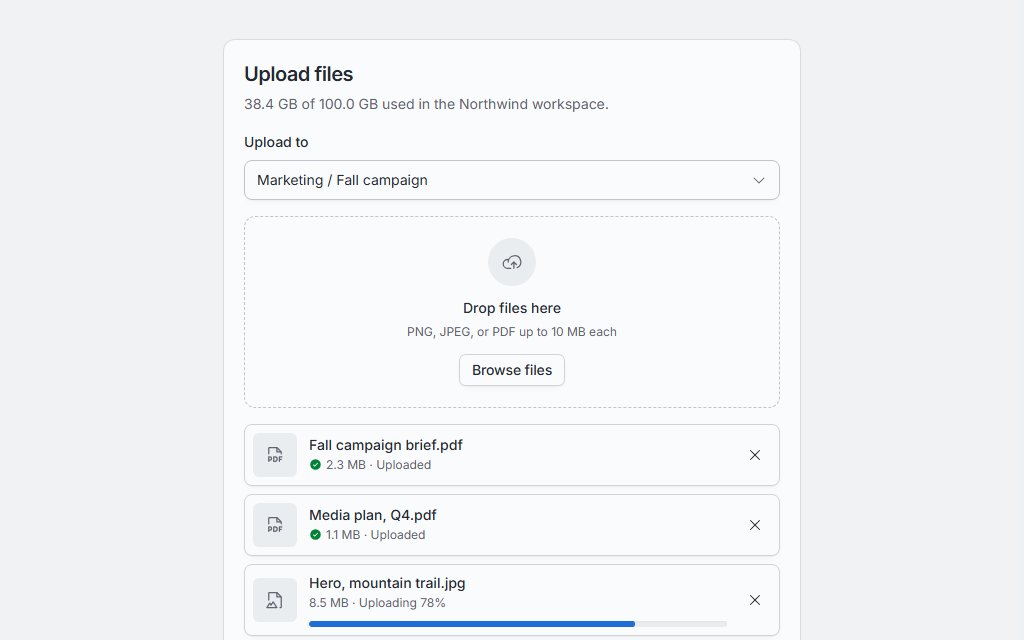 Upload files
38.4 GB of 100.0 GB used in the Northwind workspace.
Upload to
Marketing / Fall campaign
Drop files here
PNG, JPEG, or PDF up to 10 MB each
Browse files
PDF
Fall campaign brief.pdf
2.3 MB · Uploaded
PDF
Media plan, Q4.pdf
1.1 MB · Uploaded
Hero, mountain trail.jpg
8.5 MB · Uploading 78%